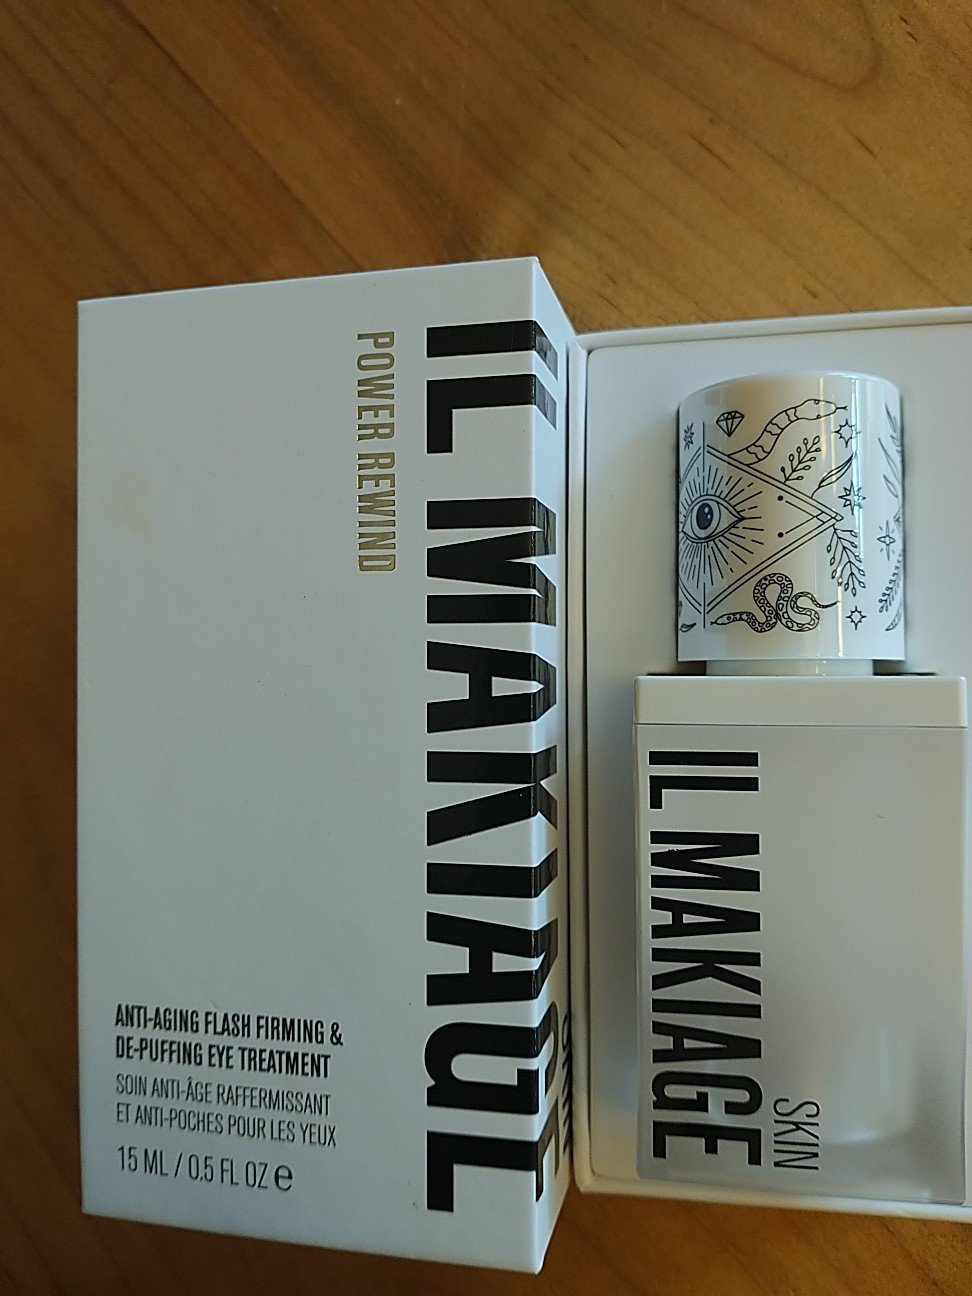 IL MAKIAGE
POWER REWIND
ANTI-AGING FLASH FIRMING &
DE-PUFFING EYE TREATMENT
SOIN ANTI-ÂGE RAFFERMISSANT
ET ANTI-POCHES POUR LES YEUX
15 ML / 0.5 FL OZ e
IL MAKIAGE
SKIN